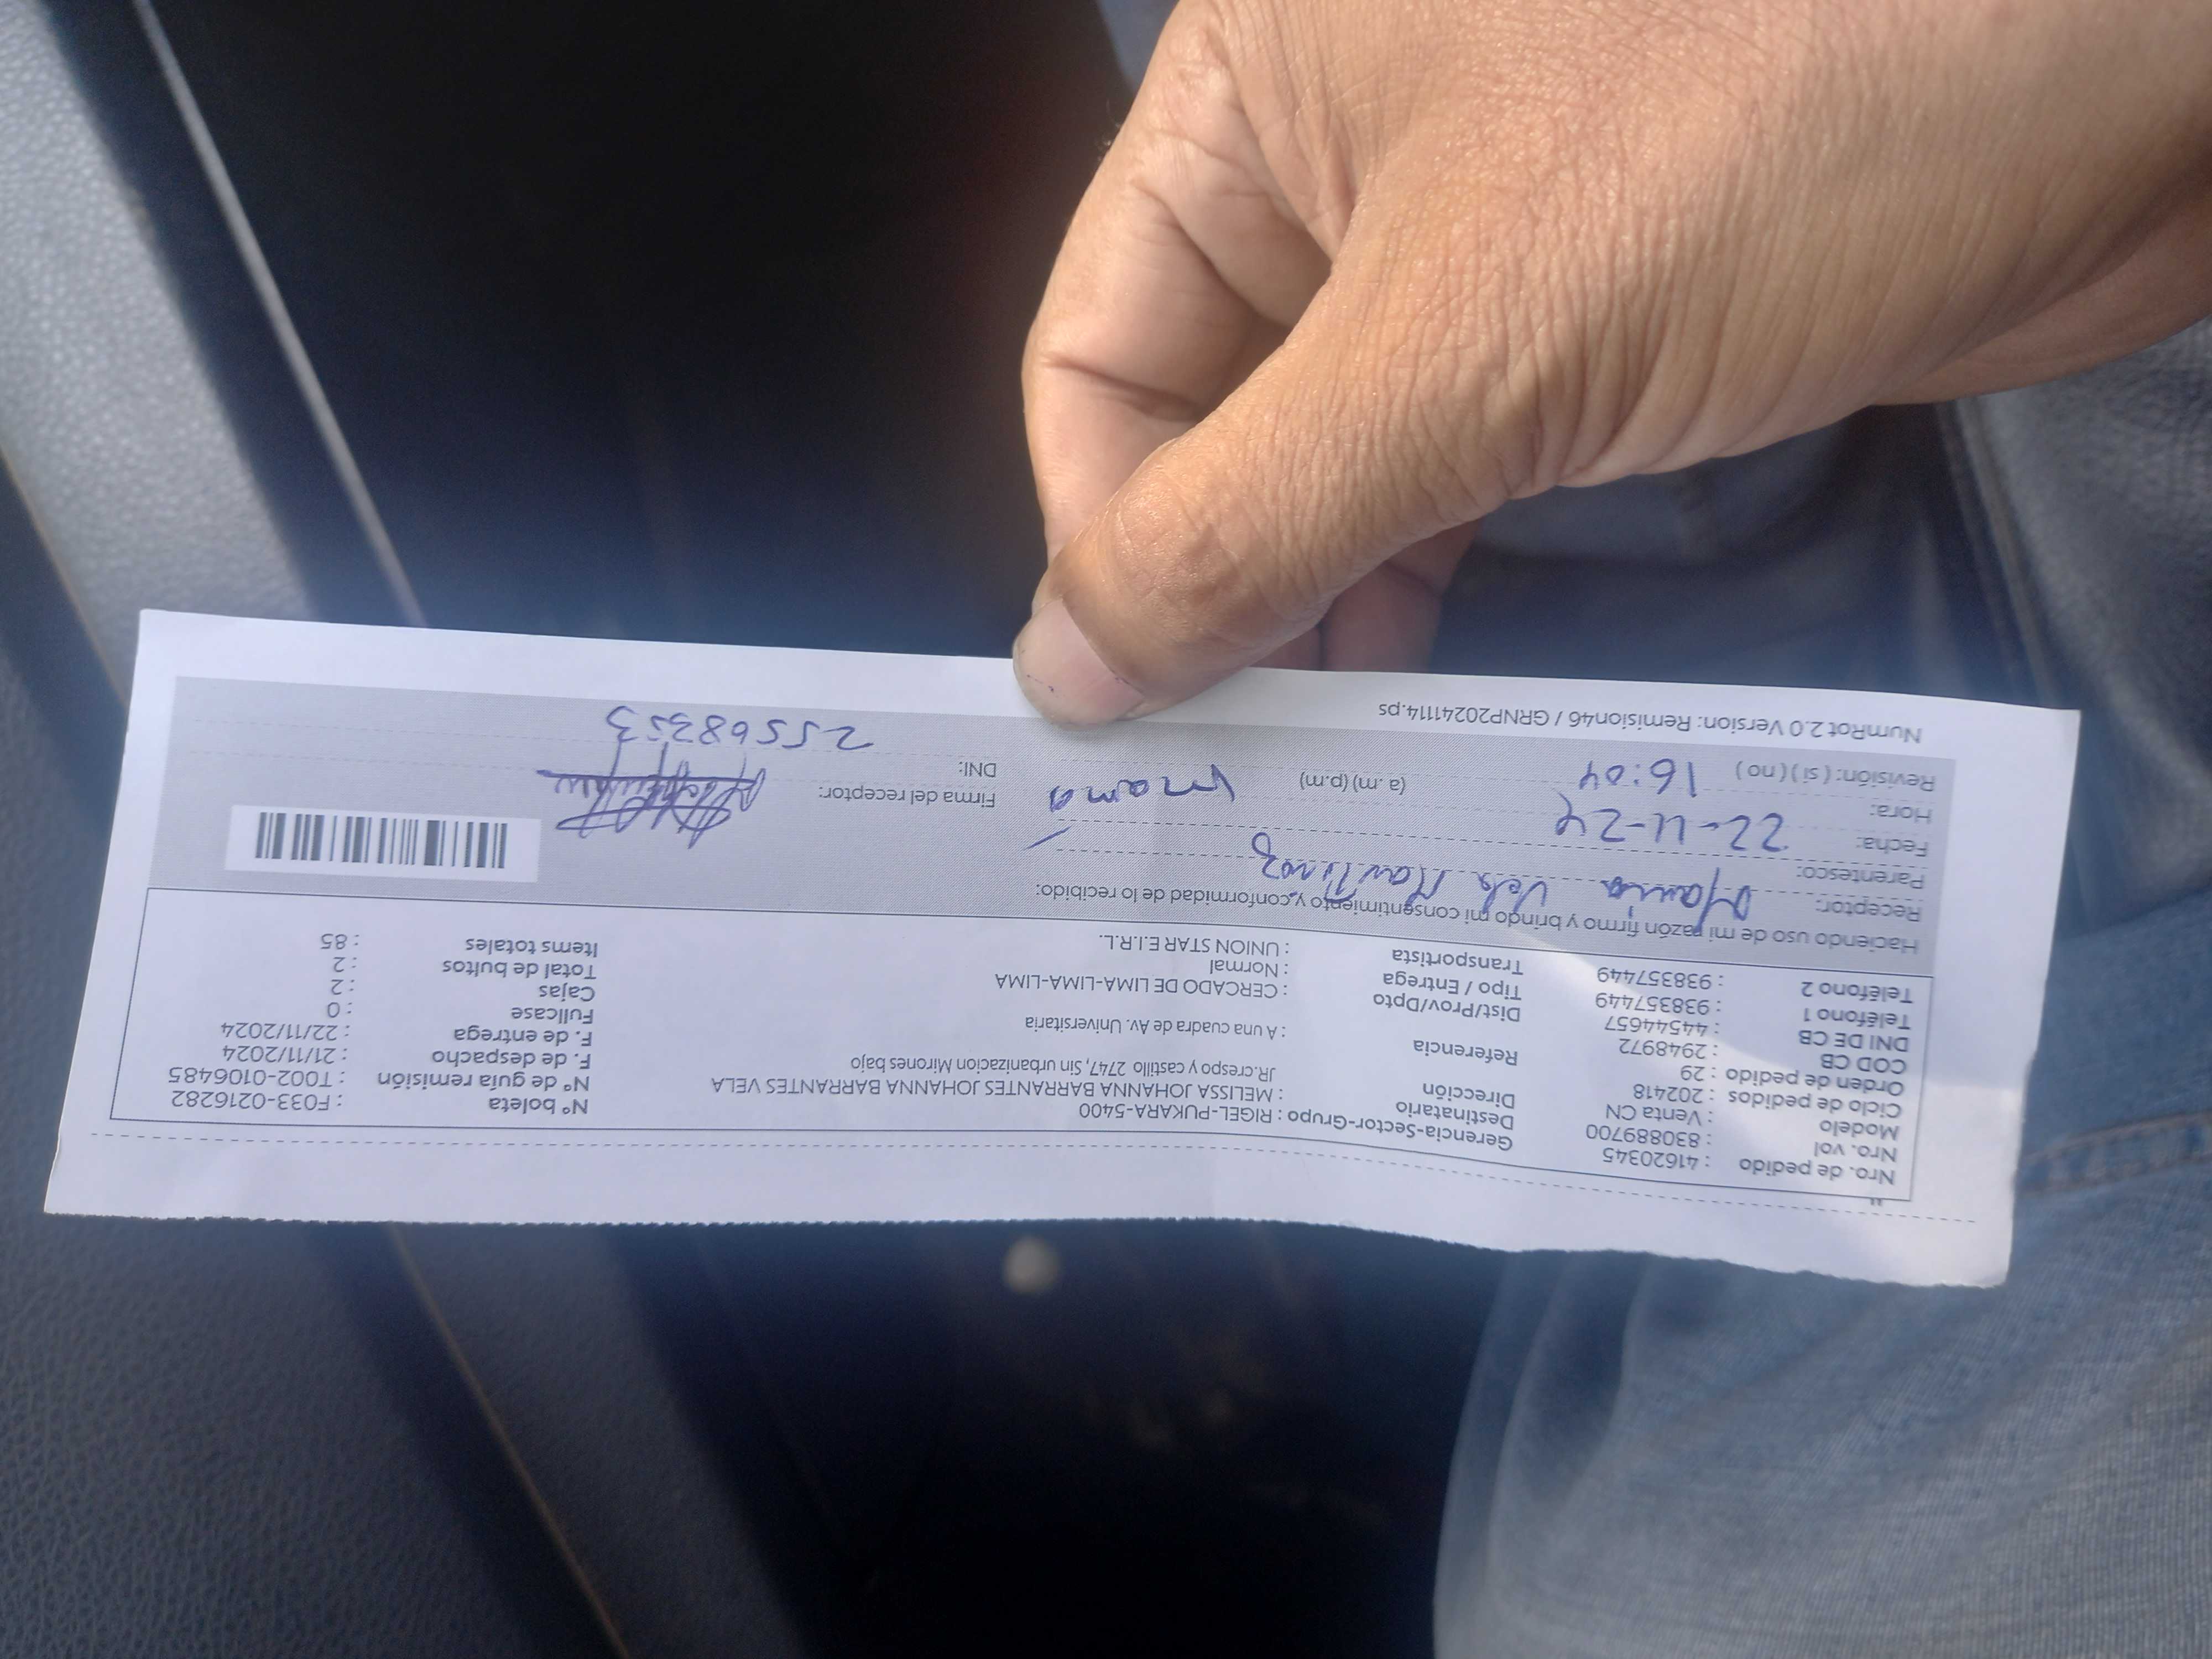 Nro. de pedido : 41620345 Gerencia-Sector-Grupo : RIGEL-PUKARA-5400 N° boleta : F033-0216282
Nro. vol : 830889700 Destinatario : MELISSA JOHANNA BARRANTES JOHANNA BARRANTES VELA N° de guía remisión : T002-0106485
Modelo : Venta CN Dirección JR.crespo y castillo 2747, Sin urbanizacion Mirones bajo F. de despacho : 21/11/2024
Ciclo de pedidos : 202418 F. de entrega : 22/11/2024
Orden de pedido : 29 Referencia : A una cuadra de Av. Universitaria Fullcase : 0
COD CB : 2948972 Cajas : 2
DNI DE CB : 44544657 Dist/Prov/Dpto : CERCADO DE LIMA-LIMA-LIMA Total de bultos : 2
Teléfono 1 : 938357449 Tipo / Entrega : Normal Items totales : 85
Teléfono 2 : 938357449 Transportista : UNION STAR E.I.R.L.
Haciendo uso de mi razón firmo y brindo mi consentimiento y conformidad de lo recibido:
Receptor: Maria Vela Martinez
Parentesco: mama
Fecha: 22-11-24
Hora: 16:04 (a.m) (p.m) Firma del receptor:
Revisión: ( si ) ( no ) DNI: 25568353
NumRot 2.0 Version: Remision46 / GRNP20241114.ps